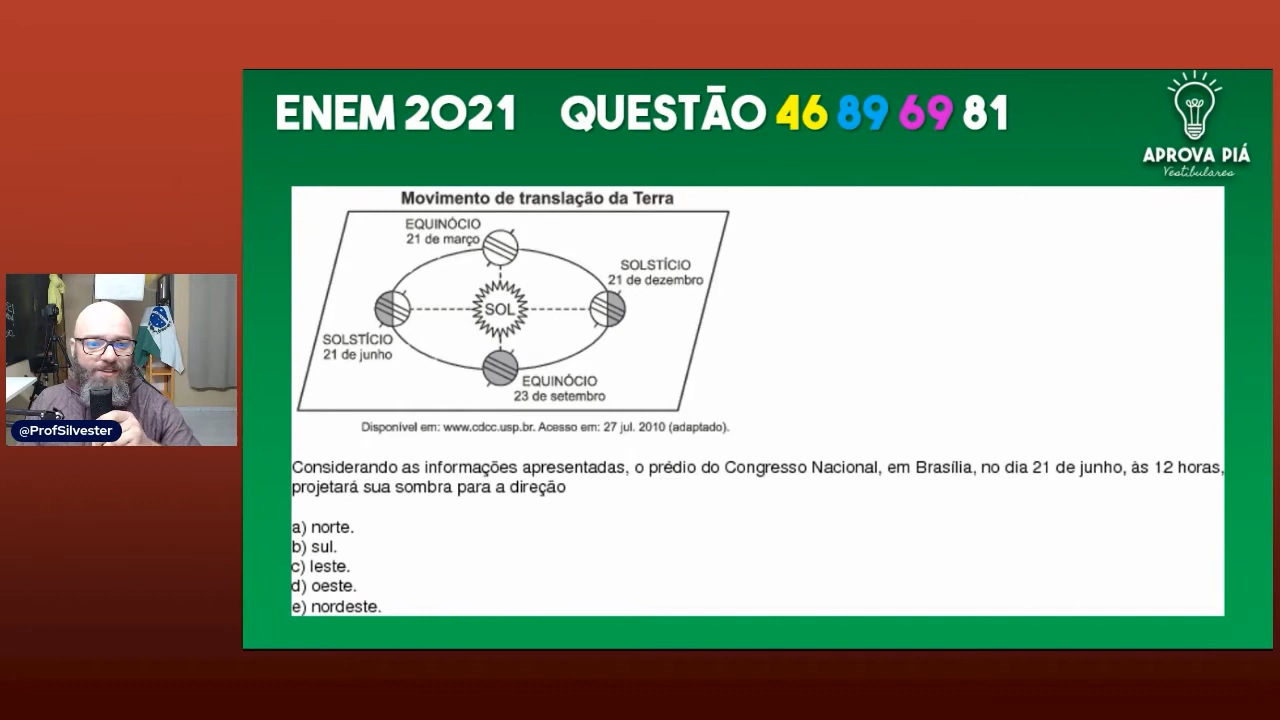 ENEM 2021 QUESTÃO 46 89 69 81
APROVA PIÁ
Vestibulares
Movimento de translação da Terra
EQUINÓCIO
21 de março
SOLSTÍCIO
21 de dezembro
SOL
SOLSTÍCIO
21 de junho
EQUINÓCIO
23 de setembro
Disponível em: www.cdcc.usp.br. Acesso em: 27 jul. 2010 (adaptado).
@ProfSilvester
Considerando as informações apresentadas, o prédio do Congresso Nacional, em Brasília, no dia 21 de junho, às 12 horas,
projetará sua sombra para a direção
a) norte.
b) sul.
c) leste.
d) oeste.
e) nordeste.